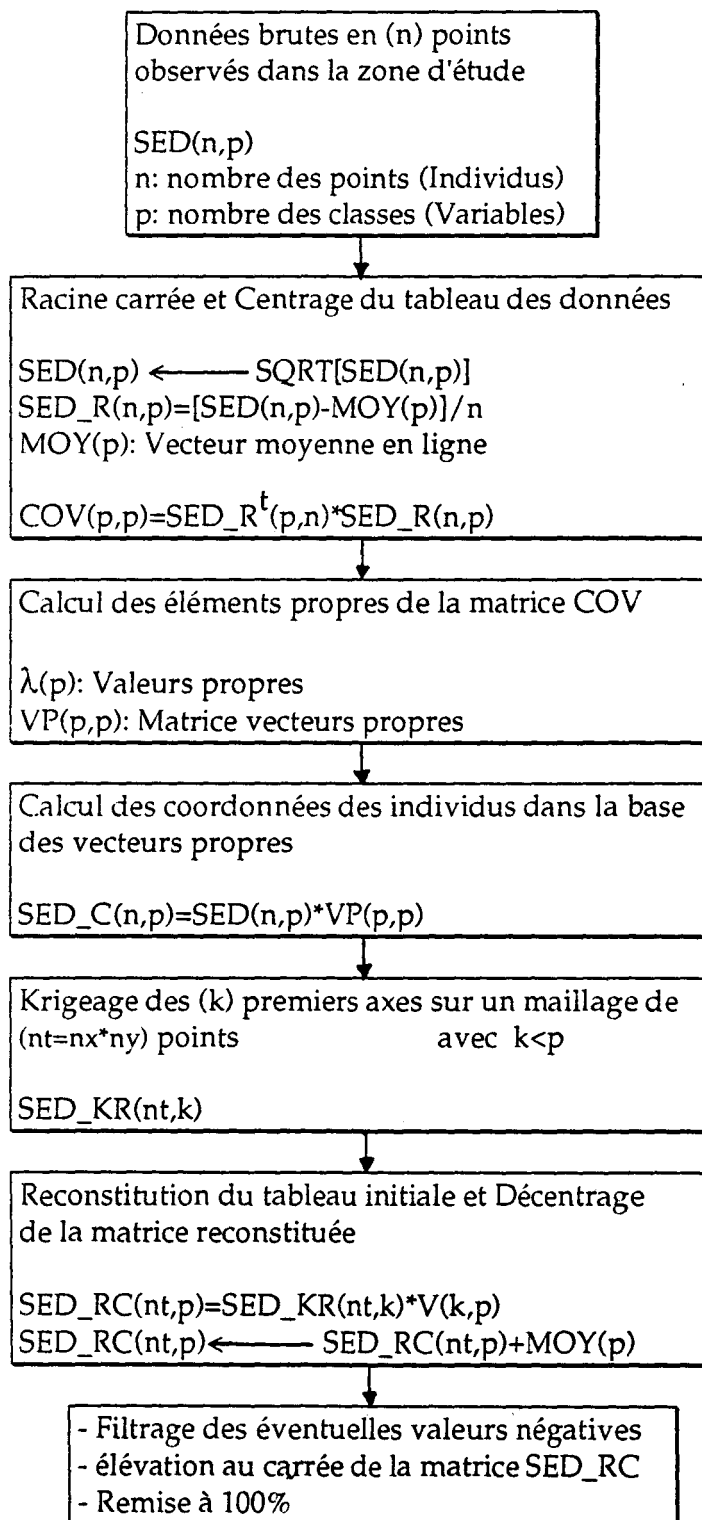 Données brutes en (n) points
observés dans la zone d'étude
SED(n,p)
n: nombre des points (Individus)
p: nombre des classes (Variables)
Racine carrée et Centrage du tableau des données
SED(n,p) ⟵ SQRT[SED(n,p)]
SED_R(n,p)=[SED(n,p)-MOY(p)]/n
MOY(p): Vecteur moyenne en ligne
COV(p,p)=SED_Rᵗ(p,n)*SED_R(n,p)
Calcul des éléments propres de la matrice COV
λ(p): Valeurs propres
VP(p,p): Matrice vecteurs propres
Calcul des coordonnées des individus dans la base
des vecteurs propres
SED_C(n,p)=SED(n,p)*VP(p,p)
Krigeage des (k) premiers axes sur un maillage de
(nt=nx*ny) points avec k<p
SED_KR(nt,k)
Reconstitution du tableau initiale et Décentrage
de la matrice reconstituée
SED_RC(nt,p)=SED_KR(nt,k)*V(k,p)
SED_RC(nt,p)⟵ SED_RC(nt,p)+MOY(p)
- Filtrage des éventuelles valeurs négatives
- élévation au carrée de la matrice SED_RC
- Remise à 100%